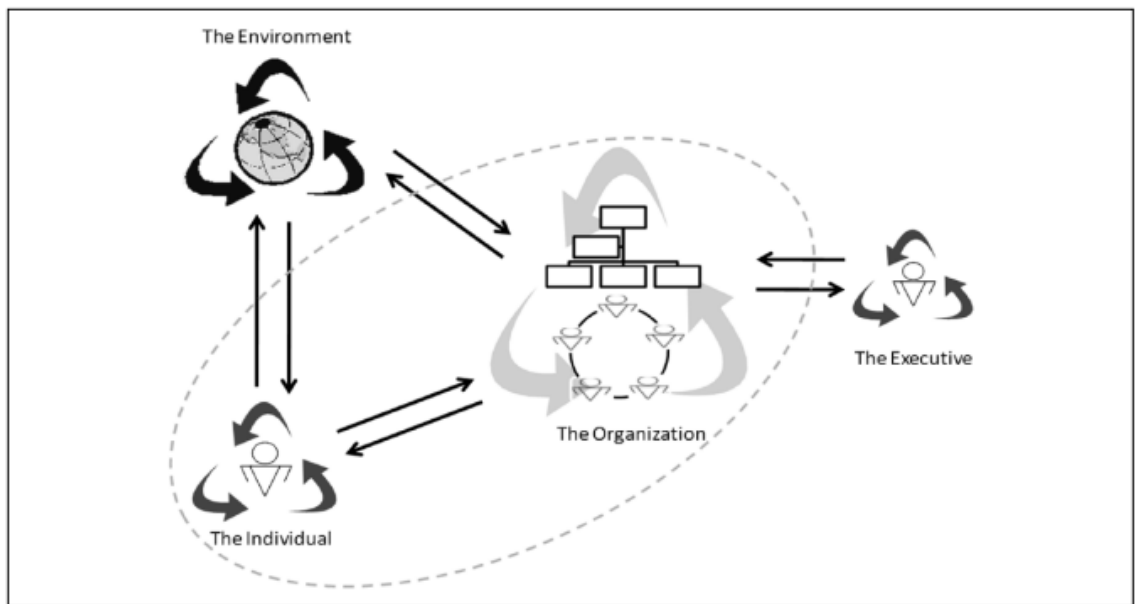 The Environment
The Executive
The Organization
The Individual